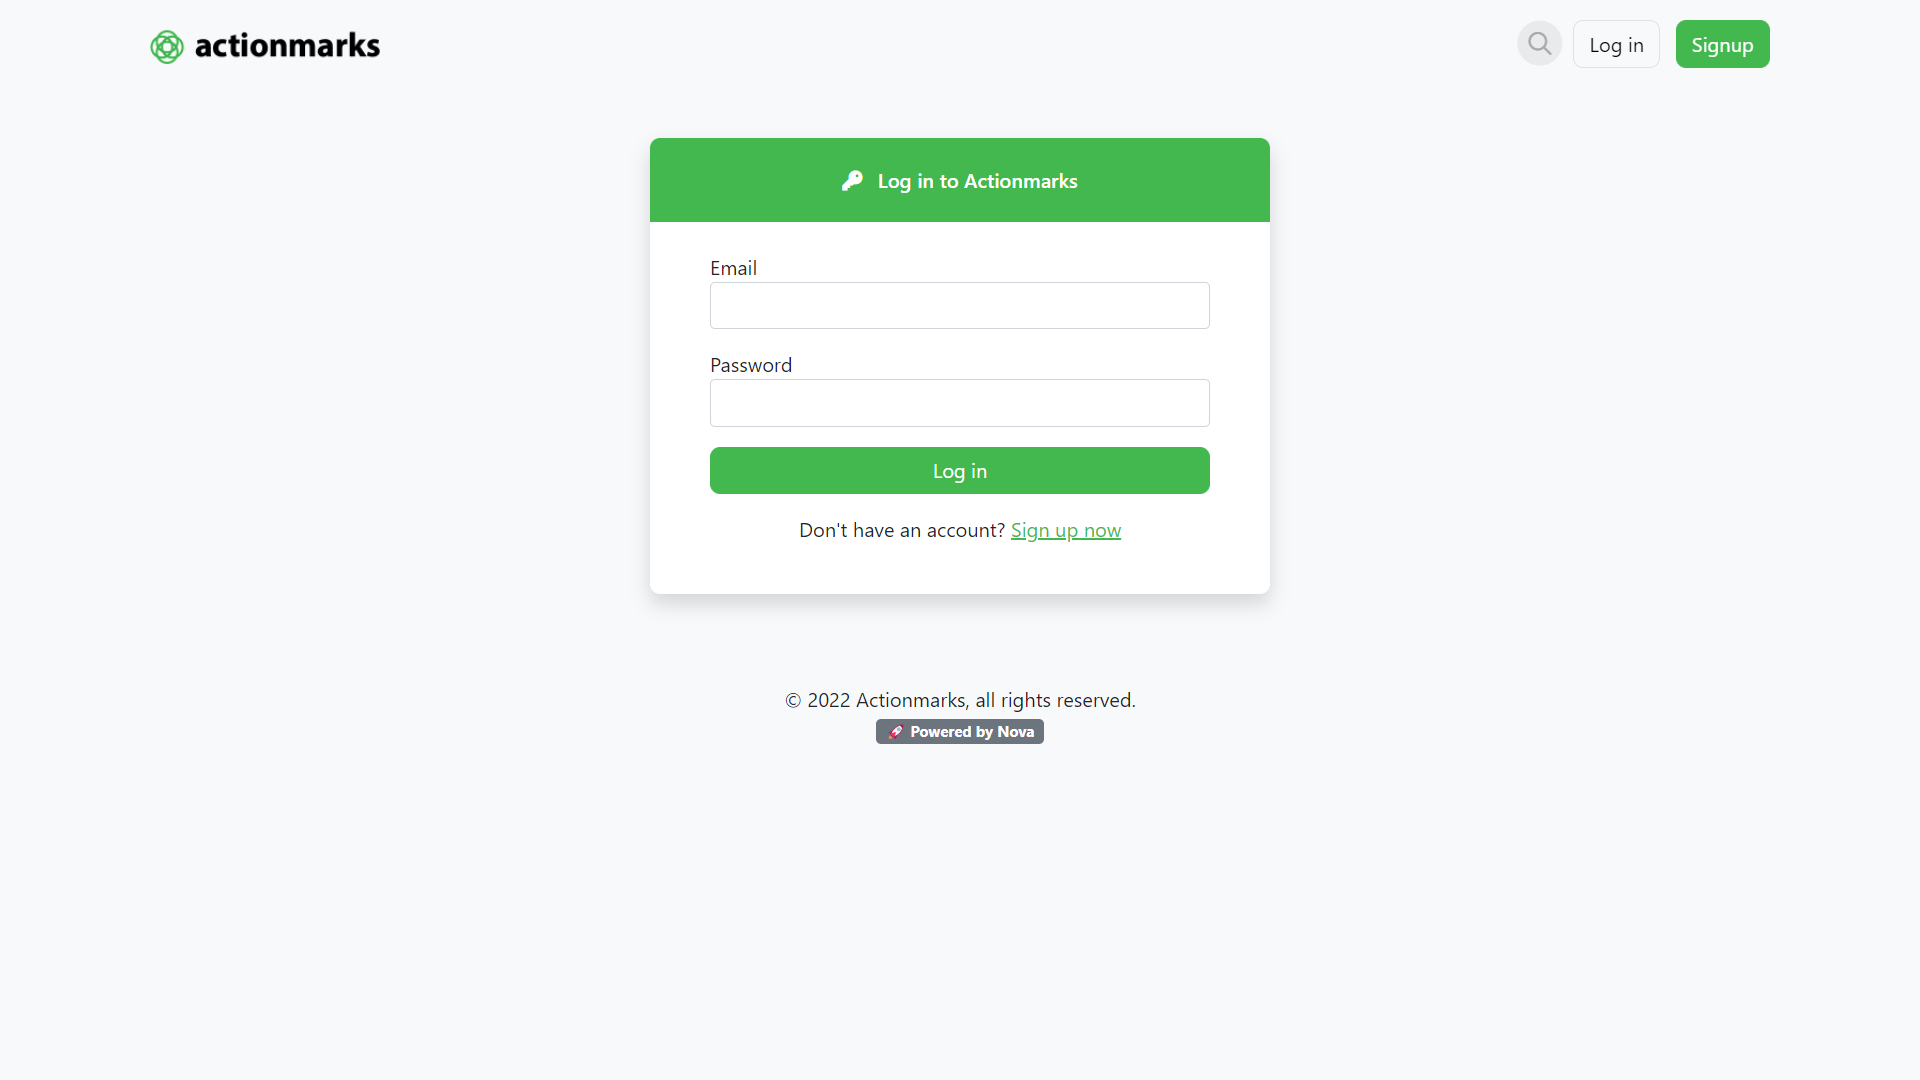 actionmarks
Log in
Signup
Log in to Actionmarks
Email
Password
Log in
Don't have an account? Sign up now
© 2022 Actionmarks, all rights reserved.
🚀 Powered by Nova